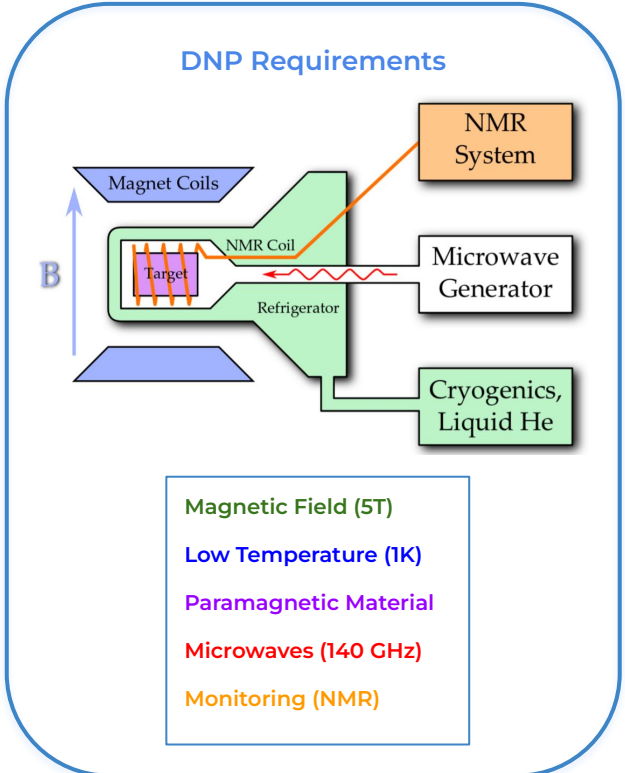 DNP Requirements
NMR
System
Magnet Coils
NMR Coil
B
Target
Microwave
Generator
Refrigerator
Cryogenics,
Liquid He
Magnetic Field (5T)
Low Temperature (1K)
Paramagnetic Material
Microwaves (140 GHz)
Monitoring (NMR)